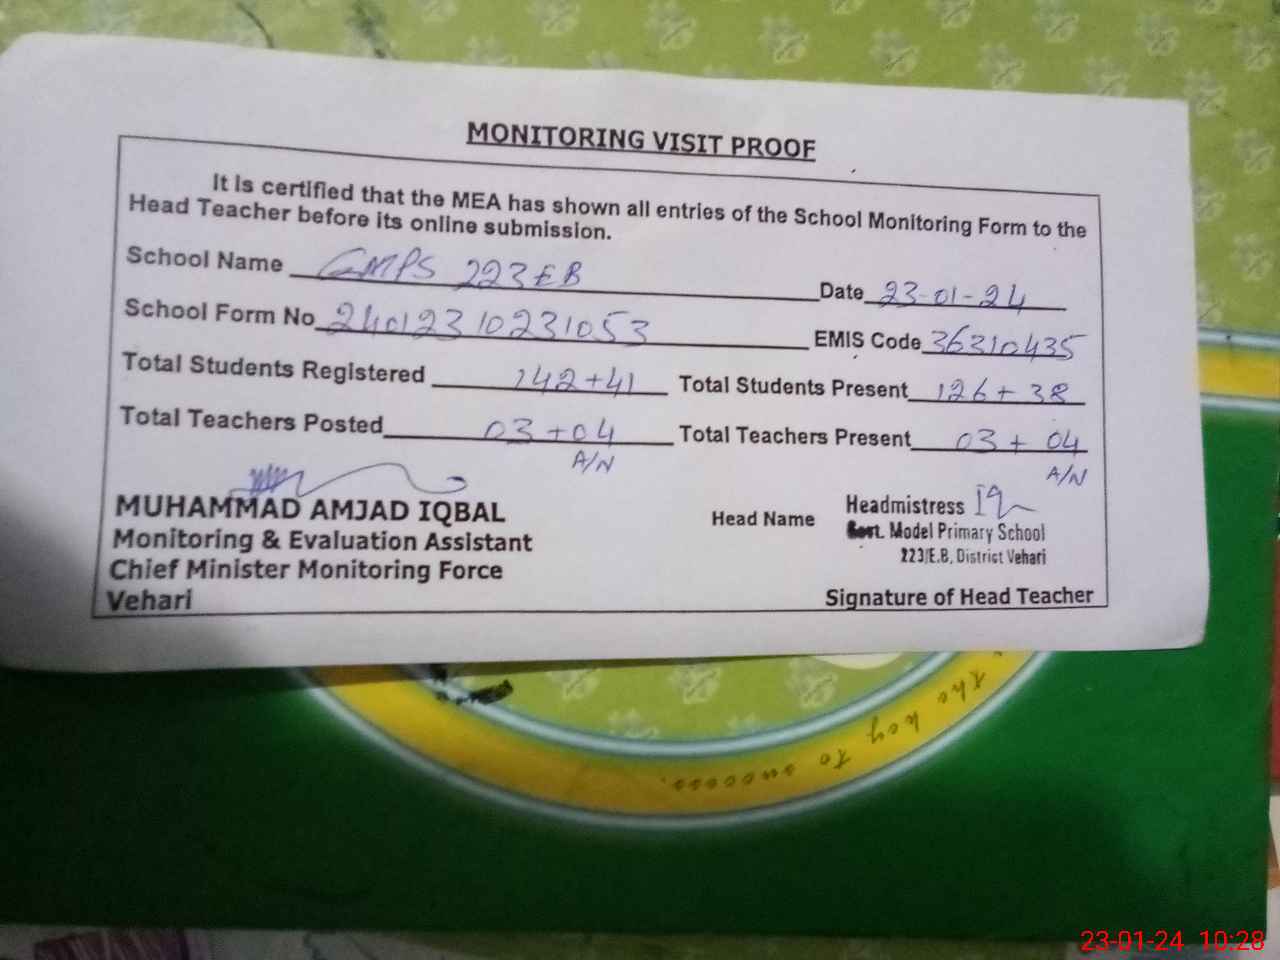 MONITORING VISIT PROOF
It is certified that the MEA has shown all entries of the School Monitoring Form to the
Head Teacher before its online submission.
School Name GMPS 223EB Date 23-01-24
School Form No 24012310231053 EMIS Code 36310435
Total Students Registered 142+41 Total Students Present 126+38
Total Teachers Posted 03+04 Total Teachers Present 03+04
A/N A/N
MUHAMMAD AMJAD IQBAL
Monitoring & Evaluation Assistant
Chief Minister Monitoring Force
Vehari
Head Name
Headmistress
Govt. Model Primary School
223/E.B, District Vehari
Signature of Head Teacher
the key to success.
23-01-24 10:28